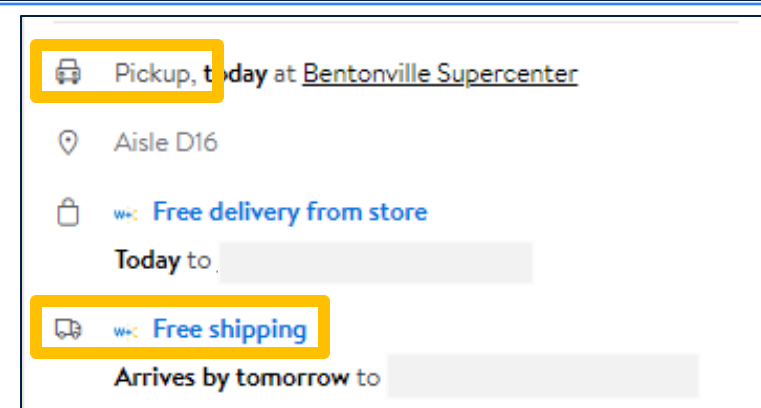 Pickup, today at Bentonville Supercenter
Aisle D16
W+ Free delivery from store
Today to
W+ Free shipping
Arrives by tomorrow to